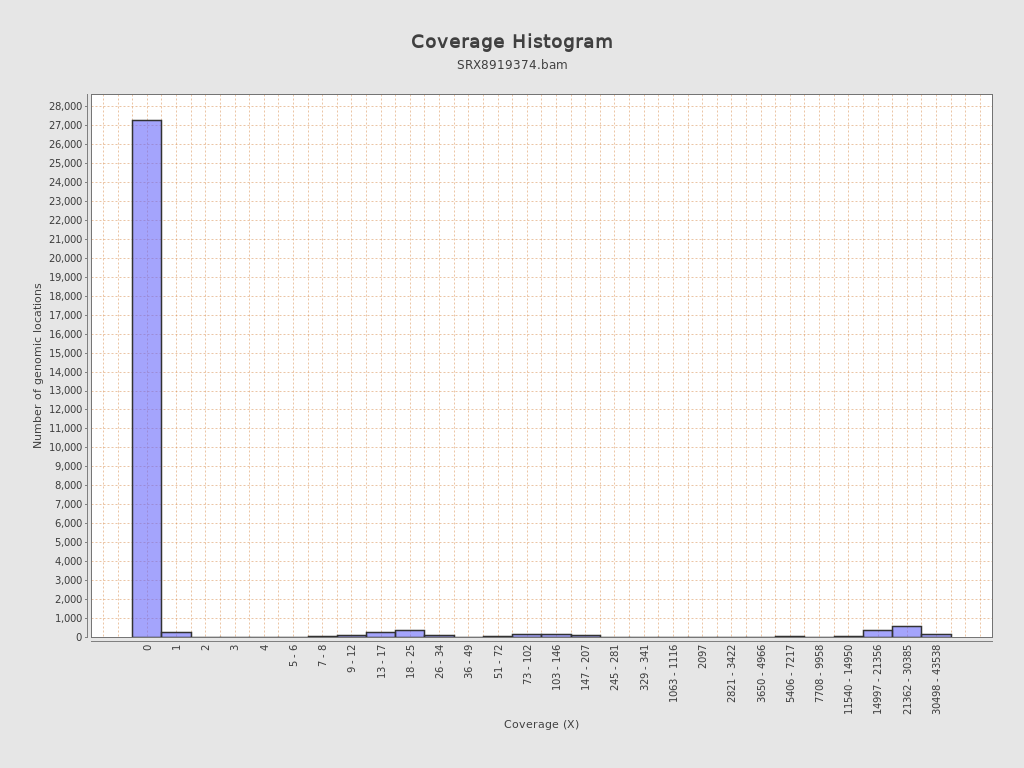 Coverage Histogram
SRX8919374.bam
Number of genomic locations
28,000
27,000
26,000
25,000
24,000
23,000
22,000
21,000
20,000
19,000
18,000
17,000
16,000
15,000
14,000
13,000
12,000
11,000
10,000
9,000
8,000
7,000
6,000
5,000
4,000
3,000
2,000
1,000
0
0
1
2
3
4
5 - 6
7 - 8
9 - 12
13 - 17
18 - 25
26 - 34
36 - 49
51 - 72
73 - 102
103 - 146
147 - 207
245 - 281
329 - 341
1063 - 1116
2097
2821 - 3422
3650 - 4966
5406 - 7217
7708 - 9958
11540 - 14950
14997 - 21356
21362 - 30385
30498 - 43538
Coverage (X)